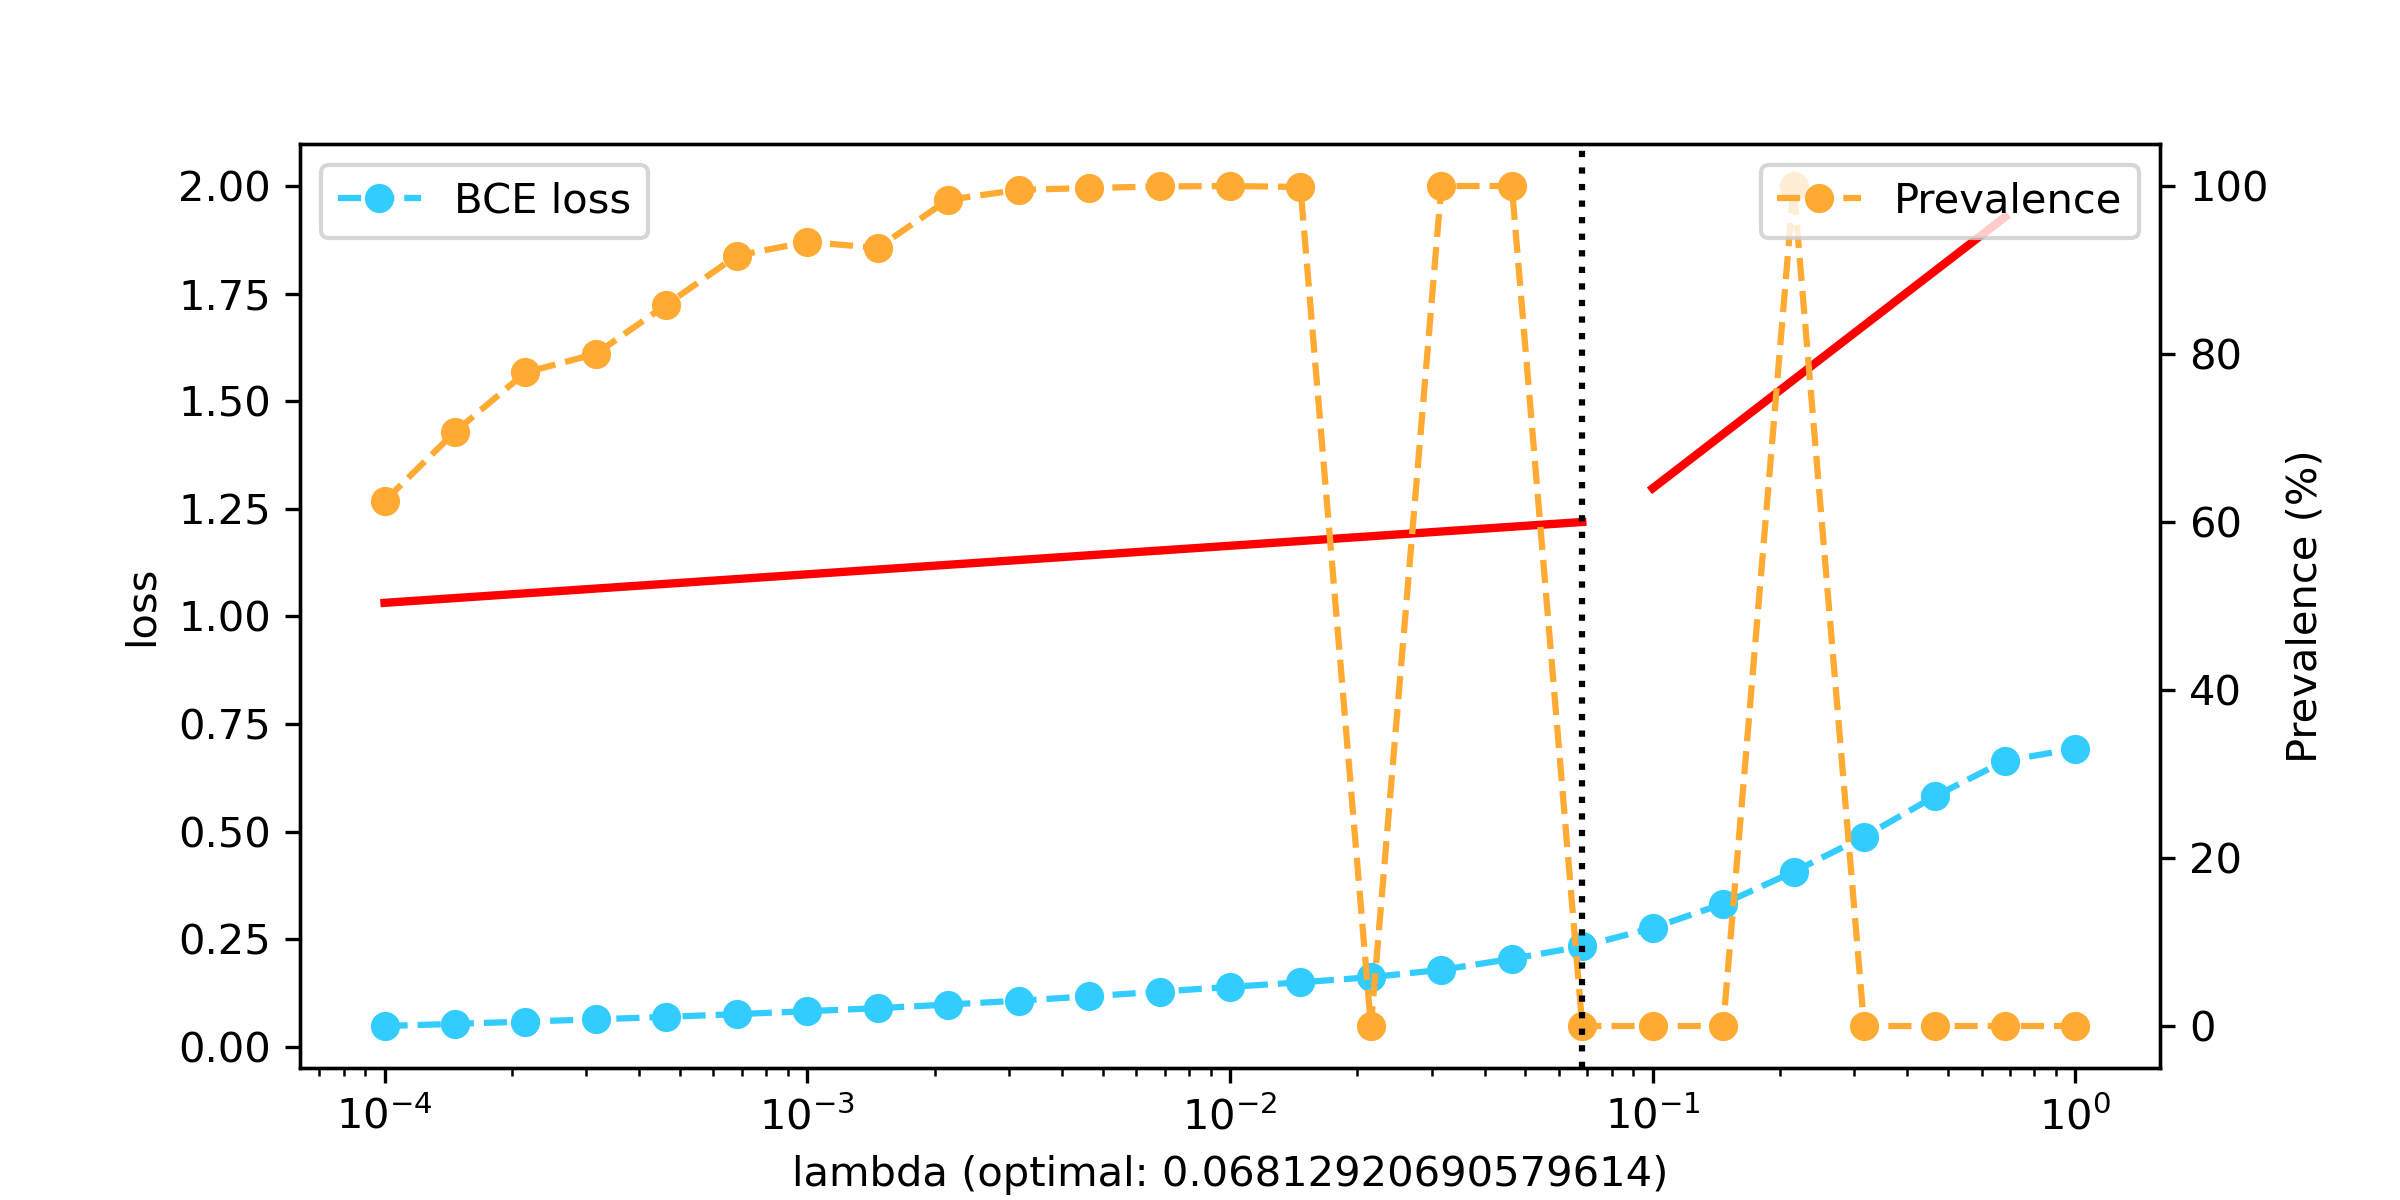 BCE loss
Prevalence
2.00
1.75
1.50
1.25
1.00
0.75
0.50
0.25
0.00
loss
100
80
60
40
20
0
Prevalence (%)
10⁻⁴ 10⁻³ 10⁻² 10⁻¹ 10⁰
lambda (optimal: 0.06812920690579614)